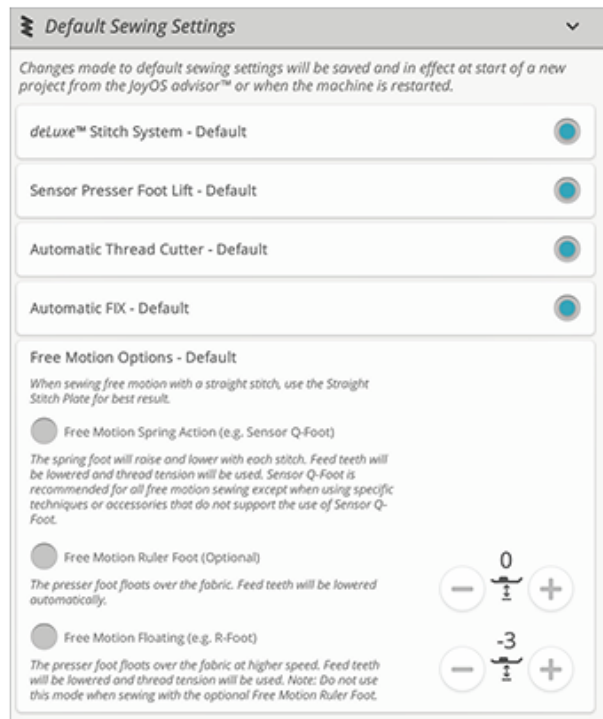 Default Sewing Settings
Changes made to default sewing settings will be saved and in effect at start of a new
project from the JoyOS advisor™ or when the machine is restarted.
deLuxe™ Stitch System - Default
Sensor Presser Foot Lift - Default
Automatic Thread Cutter - Default
Automatic FIX - Default
Free Motion Options - Default
When sewing free motion with a straight stitch, use the Straight
Stitch Plate for best result.
Free Motion Spring Action (e.g. Sensor Q-Foot)
The spring foot will raise and lower with each stitch. Feed teeth will
be lowered and thread tension will be used. Sensor Q-Foot is
recommended for all free motion sewing except when using specific
techniques or accessories that do not support the use of Sensor Q-
Foot.
Free Motion Ruler Foot (Optional)
0
The presser foot floats over the fabric. Feed teeth will be lowered
automatically.
Free Motion Floating (e.g. R-Foot)
-3
The presser foot floats over the fabric at higher speed. Feed teeth
will be lowered and thread tension will be used. Note: Do not use
this mode when sewing with the optional Free Motion Ruler Foot.